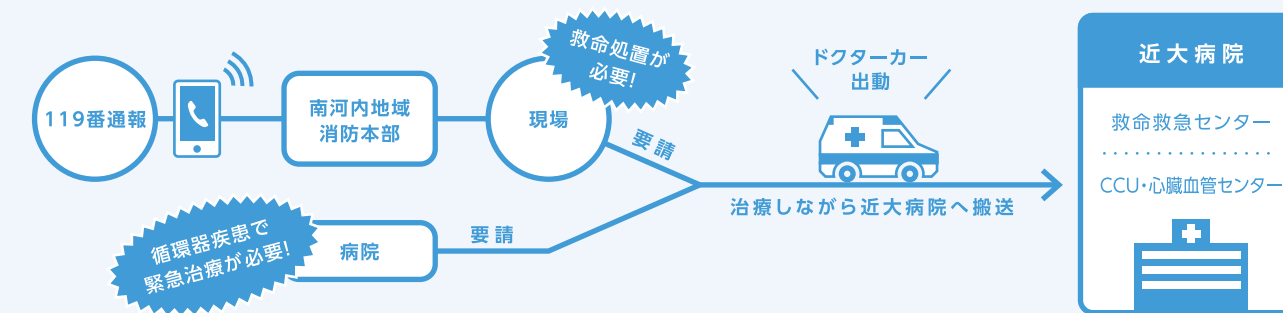 119番通報
南河内地域
消防本部
現場
救命処置が
必要!
要請
循環器疾患で
緊急治療が必要!
病院
要請
ドクターカー
出動
治療しながら近大病院へ搬送
近大病院
救命救急センター
CCU・心臓血管センター